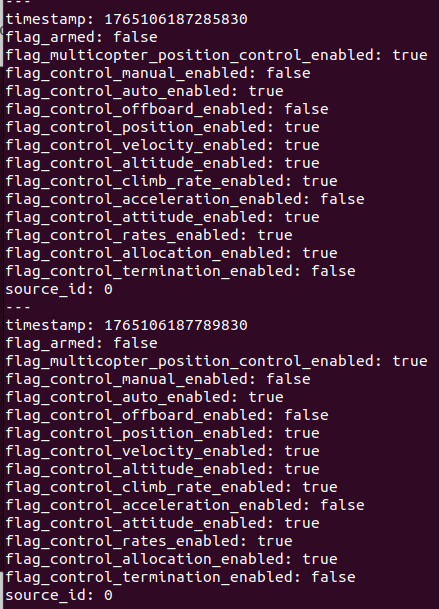 ---
timestamp: 1765106187285830
flag_armed: false
flag_multicopter_position_control_enabled: true
flag_control_manual_enabled: false
flag_control_auto_enabled: true
flag_control_offboard_enabled: false
flag_control_position_enabled: true
flag_control_velocity_enabled: true
flag_control_altitude_enabled: true
flag_control_climb_rate_enabled: true
flag_control_acceleration_enabled: false
flag_control_attitude_enabled: true
flag_control_rates_enabled: true
flag_control_allocation_enabled: true
flag_control_termination_enabled: false
source_id: 0
---
timestamp: 1765106187789830
flag_armed: false
flag_multicopter_position_control_enabled: true
flag_control_manual_enabled: false
flag_control_auto_enabled: true
flag_control_offboard_enabled: false
flag_control_position_enabled: true
flag_control_velocity_enabled: true
flag_control_altitude_enabled: true
flag_control_climb_rate_enabled: true
flag_control_acceleration_enabled: false
flag_control_attitude_enabled: true
flag_control_rates_enabled: true
flag_control_allocation_enabled: true
flag_control_termination_enabled: false
source_id: 0